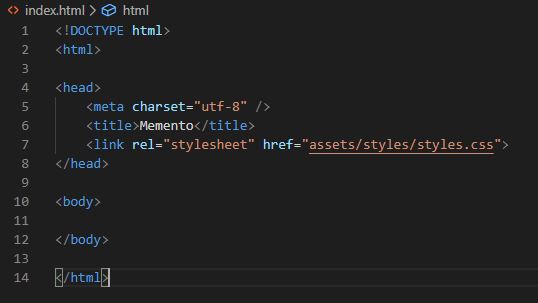 index.html > html
1 <!DOCTYPE html>
2 <html>
3
4 <head>
5     <meta charset="utf-8" />
6     <title>Memento</title>
7     <link rel="stylesheet" href="assets/styles/styles.css">
8 </head>
9
10 <body>
11
12 </body>
13
14 </html>